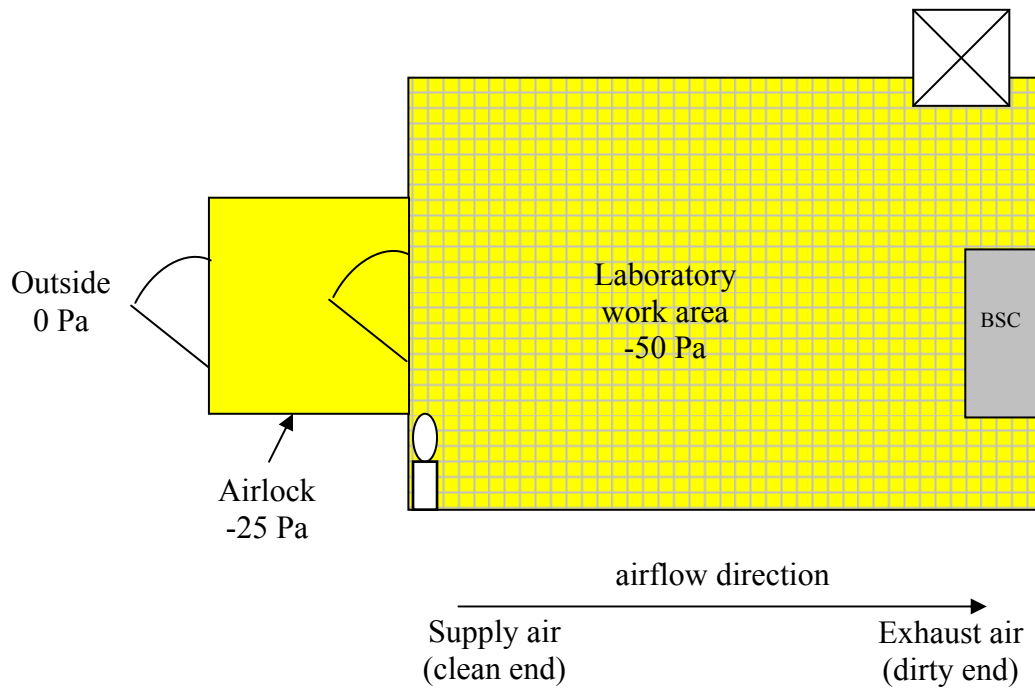 Outside
0 Pa
Laboratory
work area
-50 Pa
BSC
Airlock
-25 Pa
airflow direction
Supply air
(clean end)
Exhaust air
(dirty end)